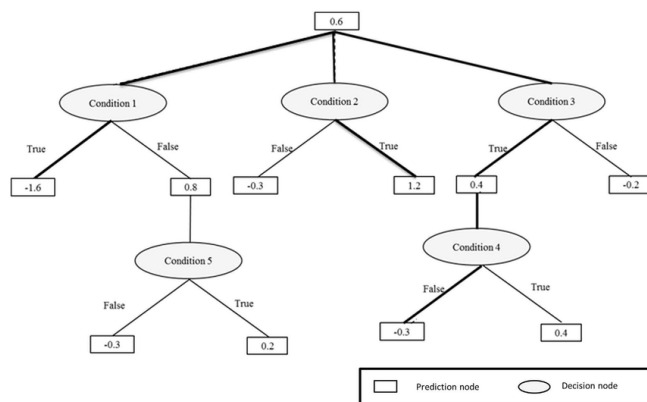 0.6
Condition 1
Condition 2
Condition 3
True
False
False
True
True
False
-1.6
0.8
-0.3
1.2
0.4
-0.2
Condition 5
Condition 4
False
True
False
True
-0.3
0.2
-0.3
0.4
Prediction node
Decision node